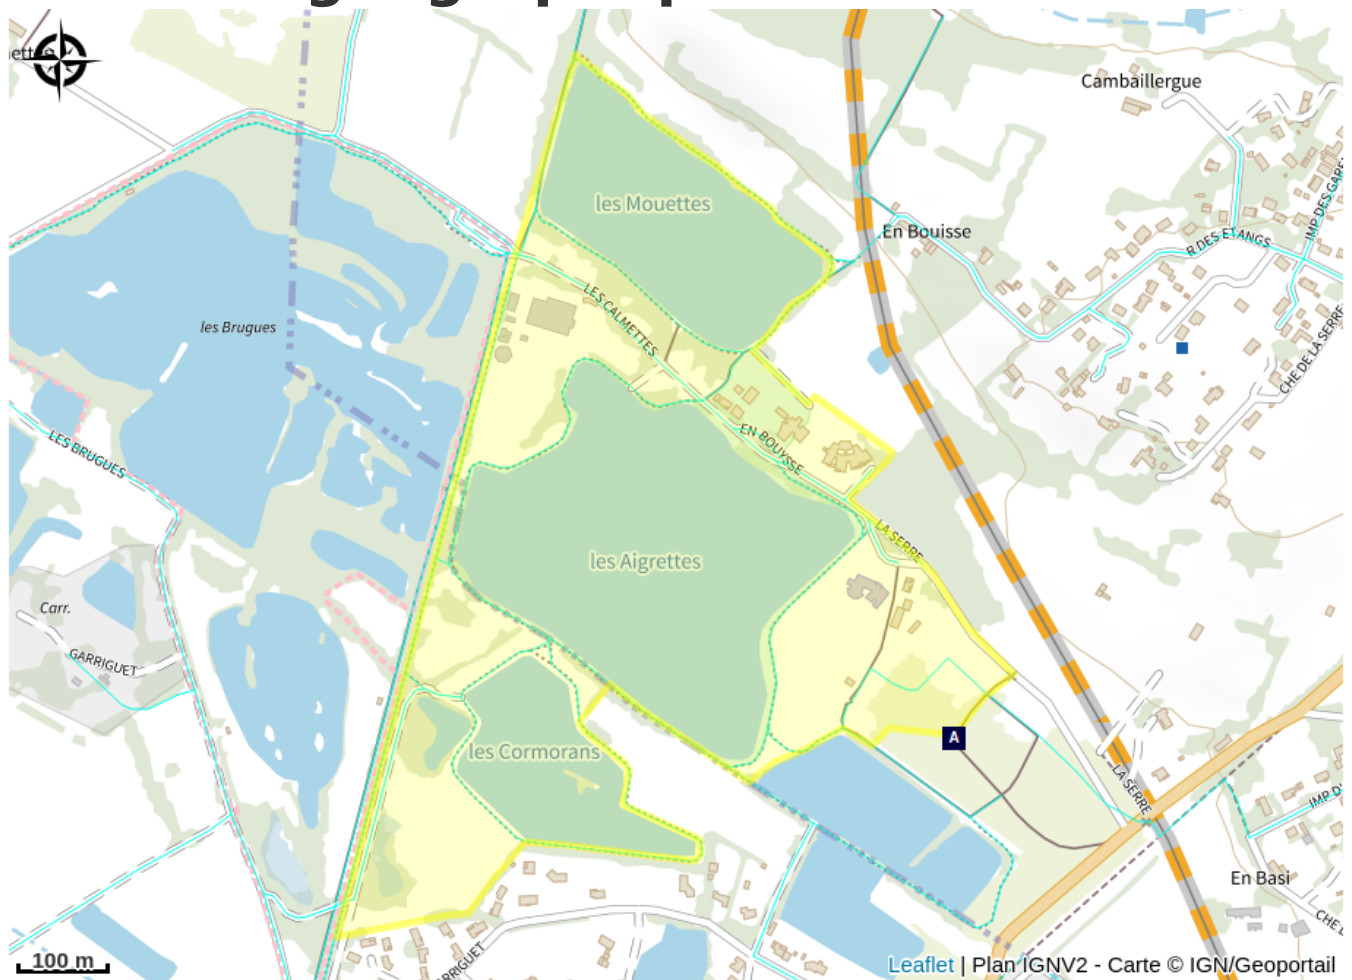 Cambaillergue
IMP DES
les Mouettes
En Bouisse
R DES ETANGS
LES CALMETTES
les Brugues
CHE DE LA SERRE
EN BOUYSSE
LES BRUGUES
LA SERRE
les Aigrettes
Carr.
GARRIGUET
A
les Cormorans
LA SERRE
IMP D
En Basi
CHE
100 m
Leaflet | Plan IGNV2 - Carte © IGN/Geoportail